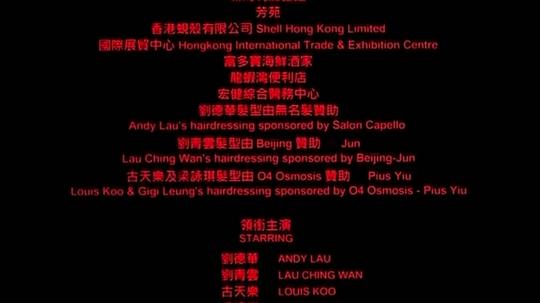 芳苑
香港蜆殼有限公司 Shell Hong Kong Limited
國際展貿中心 Hongkong International Trade & Exhibition Centre
富多寶海鮮酒家
龍蝦灣便利店
宏健綜合醫務中心
劉德華髮型由無名髮贊助
Andy Lau's hairdressing sponsored by Salon Capello
劉青雲髮型由 Beijing 贊助 Jun
Lau Ching Wan's hairdressing sponsored by Beijing-Jun
古天樂及梁詠琪髮型由 O4 Osmosis 贊助 Pius Yiu
Louis Koo & Gigi Leung's hairdressing sponsored by O4 Osmosis - Pius Yiu
領銜主演
STARRING
劉德華 ANDY LAU
劉青雲 LAU CHING WAN
古天樂 LOUIS KOO